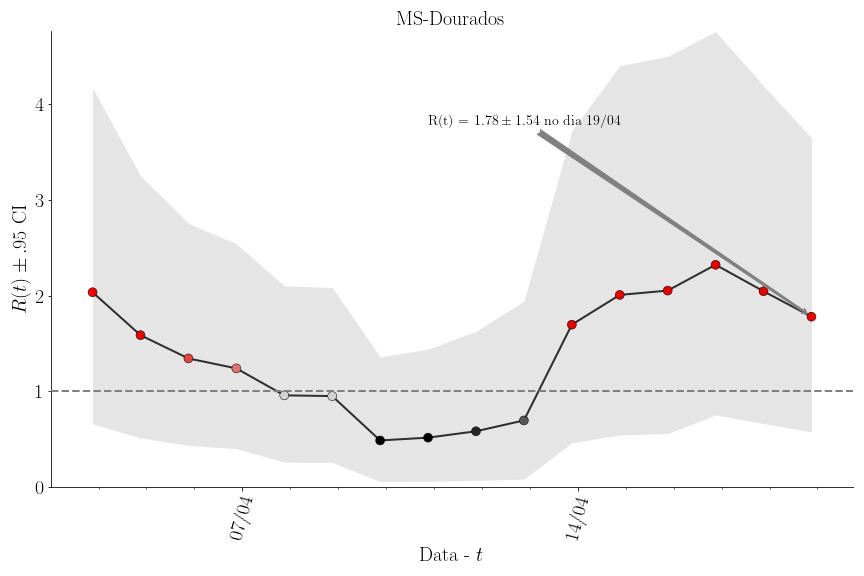 MS-Dourados
R(t) = 1.78 ± 1.54 no dia 19/04
R(t) ± .95 CI
4
3
2
1
0
07/04
14/04
Data - t